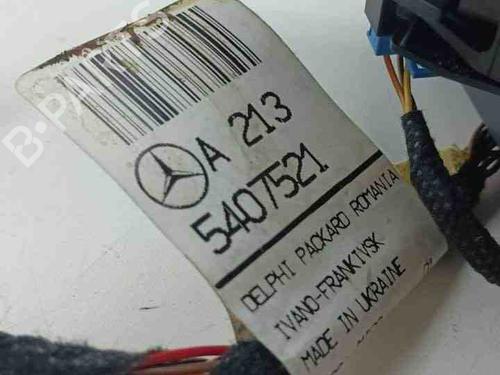 B-PARTS
A 213
5407521
DELPHI PACKARD ROMANIA
IVANO-FRANKIVSK
MADE IN UKRAINE